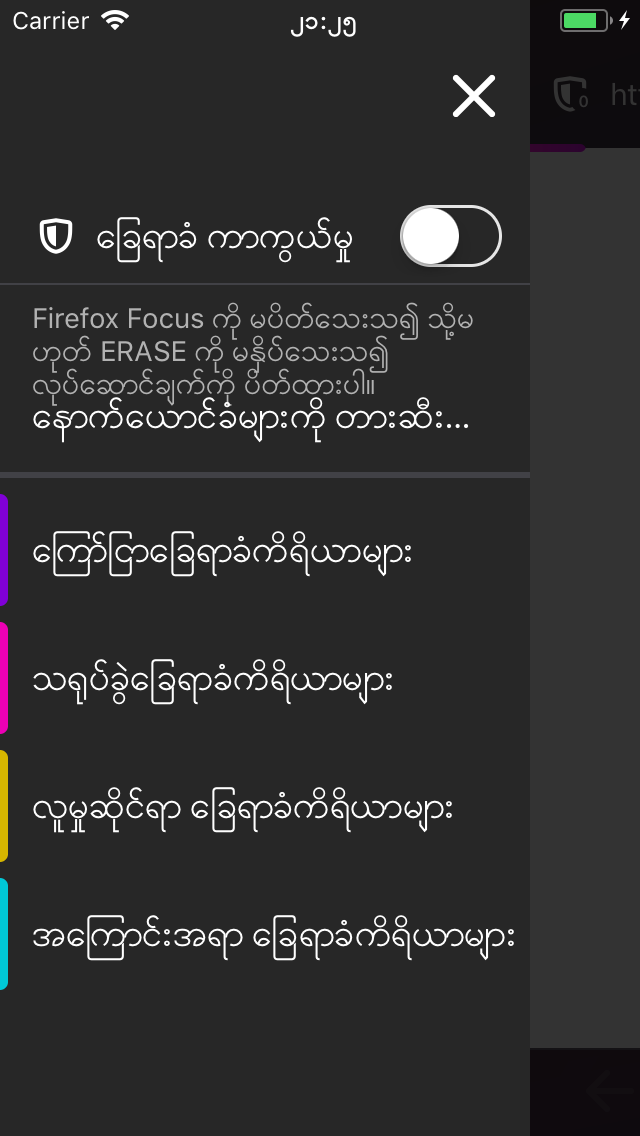 Carrier ၂၁:၂၅
0 ht
ခြေရာခံ ကာကွယ်မှု
Firefox Focus ကို မပိတ်သေးသ၍ သို့မ
ဟုတ် ERASE ကို မနှိပ်သေးသ၍
လုပ်ဆောင်ချက်ကို ပိတ်ထားပါ။
နောက်ယောင်ခံများကို တားဆီး...
ကြော်ငြာခြေရာခံကိရိယာများ
သရုပ်ခွဲခြေရာခံကိရိယာများ
လူမှုဆိုင်ရာ ခြေရာခံကိရိယာများ
အကြောင်းအရာ ခြေရာခံကိရိယာများ